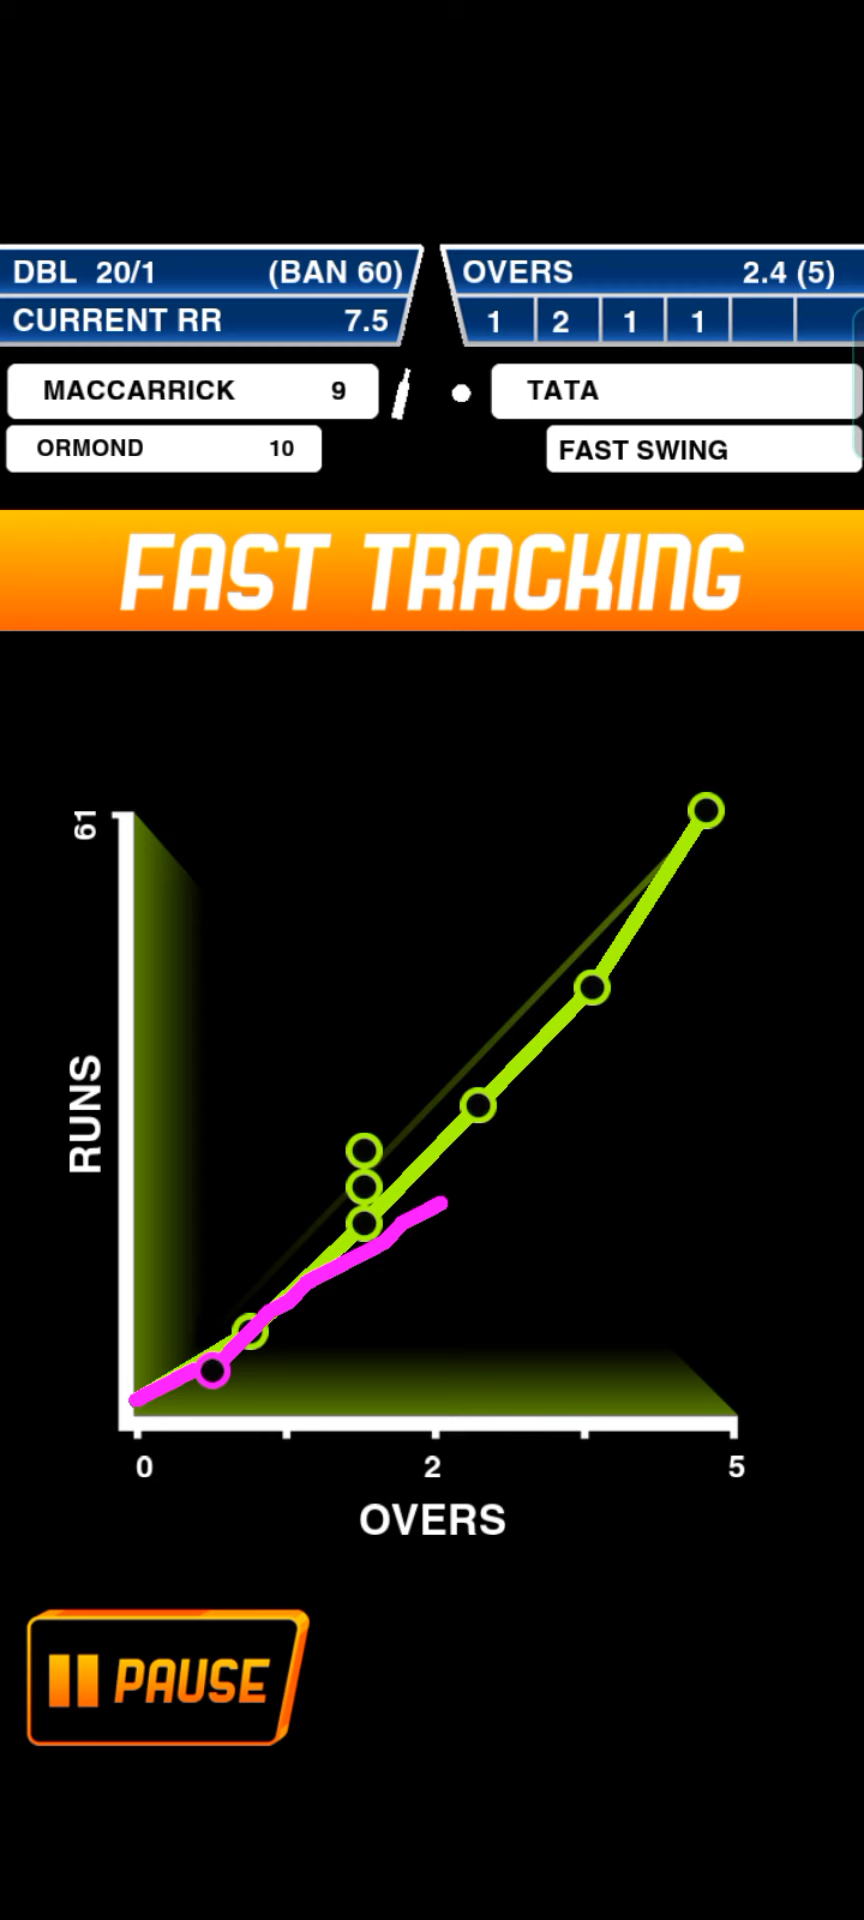 DBL 20/1 (BAN 60)
CURRENT RR 7.5
OVERS 2.4 (5)
1 2 1 1
MACCARRICK 9
TATA
ORMOND 10
FAST SWING
FAST TRACKING
61
RUNS
0 2 5
OVERS
PAUSE